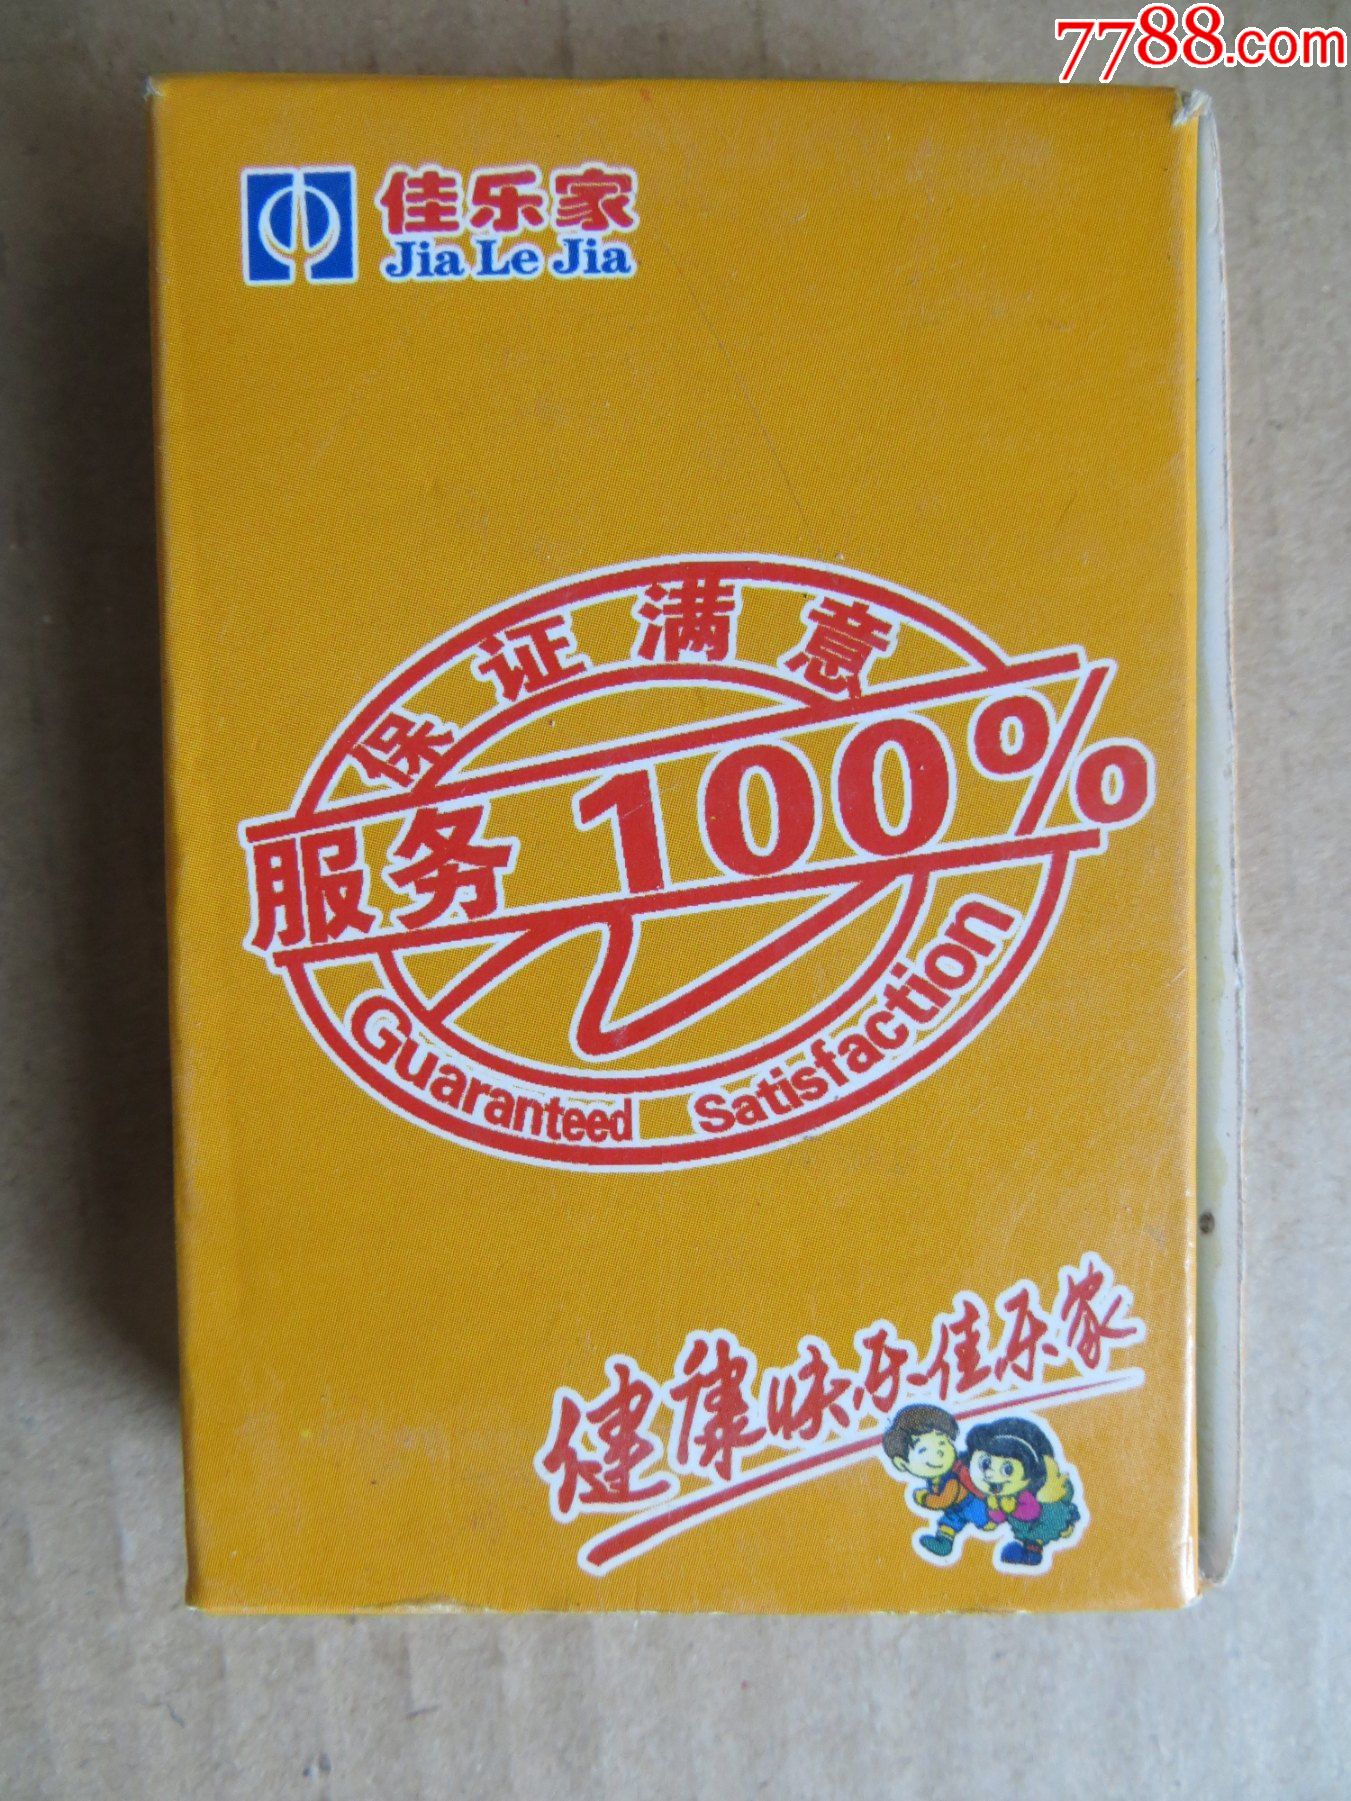 7788.com
佳乐家
Jia Le Jia
保证满意
服务100%
Guaranteed Satisfaction
健康快乐佳乐家